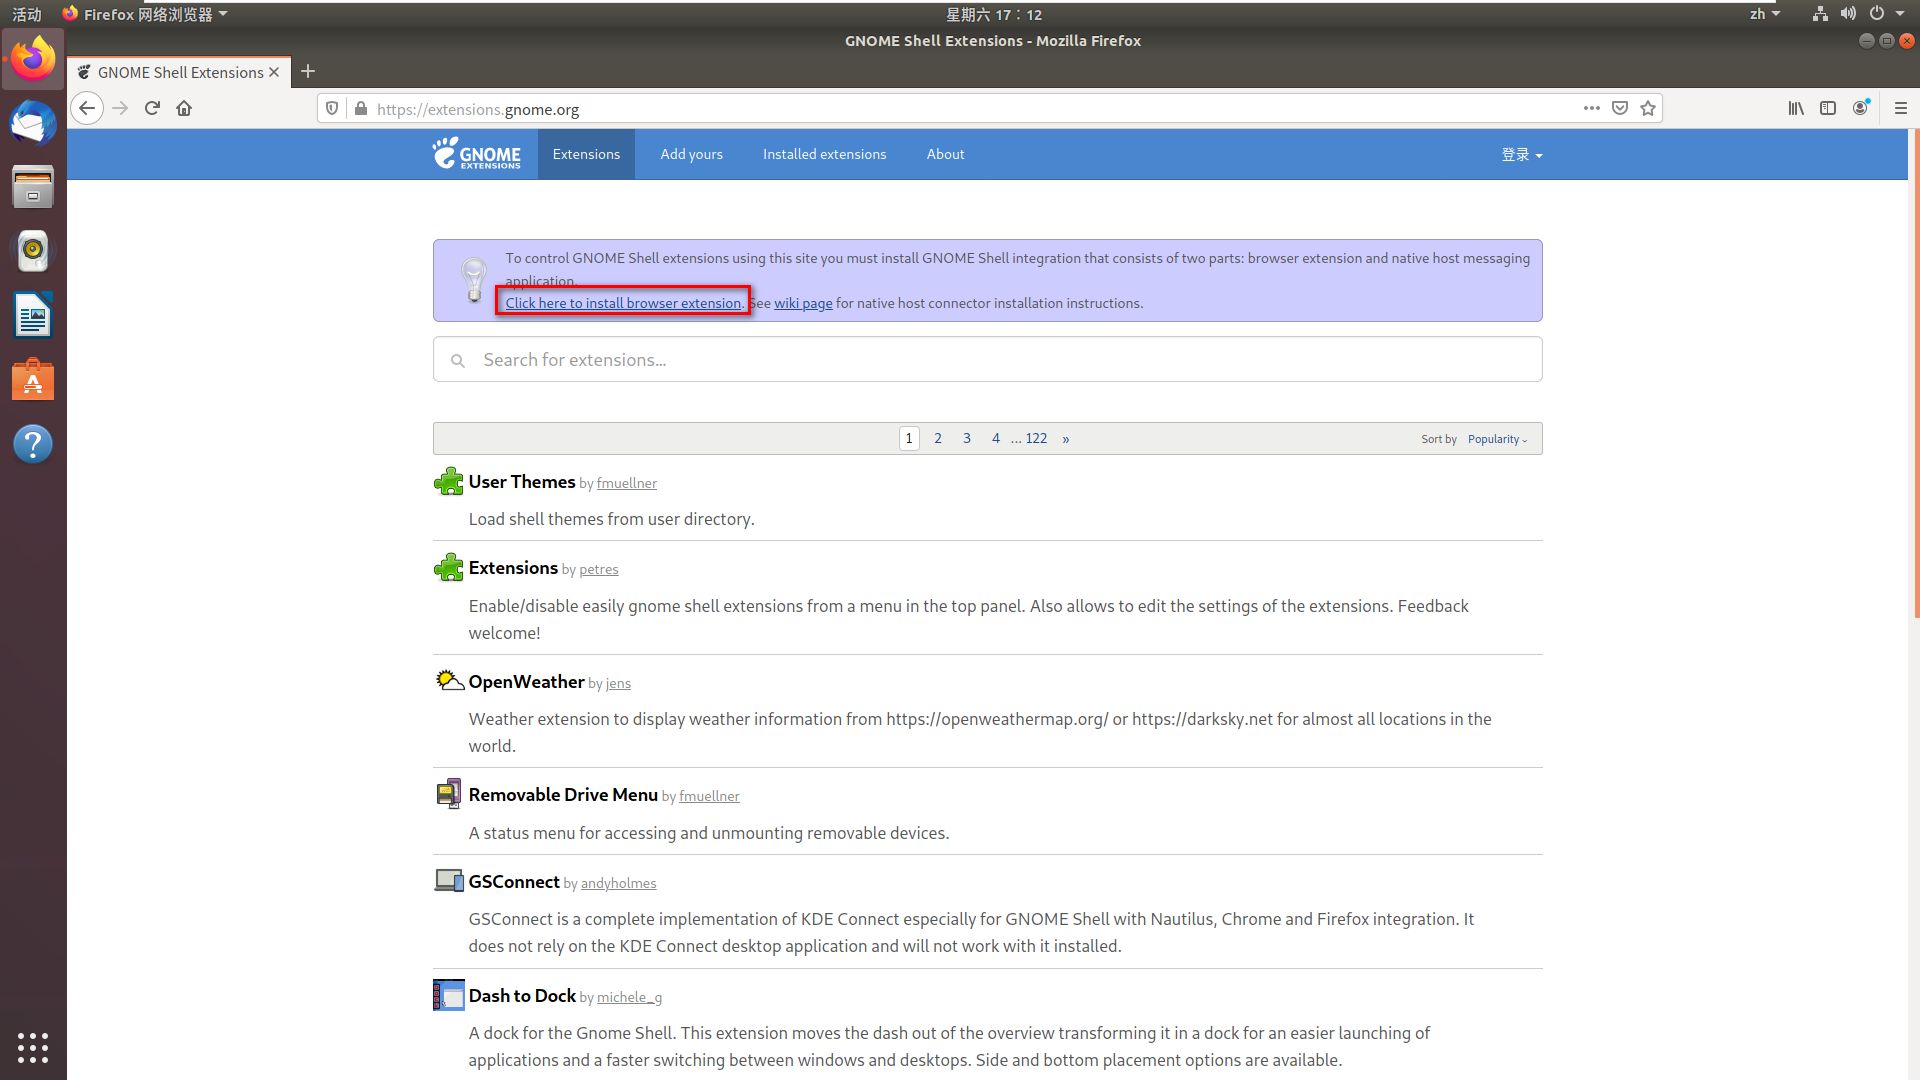 活动 Firefox 网络浏览器 星期六 17：12 zh
GNOME Shell Extensions - Mozilla Firefox
GNOME Shell Extensions
https://extensions.gnome.org
GNOME EXTENSIONS Extensions Add yours Installed extensions About 登录
To control GNOME Shell extensions using this site you must install GNOME Shell integration that consists of two parts: browser extension and native host messaging
application.
Click here to install browser extension. See wiki page for native host connector installation instructions.
Search for extensions...
1 2 3 4 ... 122 » Sort by Popularity
User Themes by fmuellner
Load shell themes from user directory.
Extensions by petres
Enable/disable easily gnome shell extensions from a menu in the top panel. Also allows to edit the settings of the extensions. Feedback
welcome!
OpenWeather by jens
Weather extension to display weather information from https://openweathermap.org/ or https://darksky.net for almost all locations in the
world.
Removable Drive Menu by fmuellner
A status menu for accessing and unmounting removable devices.
GSConnect by andyholmes
GSConnect is a complete implementation of KDE Connect especially for GNOME Shell with Nautilus, Chrome and Firefox integration. It
does not rely on the KDE Connect desktop application and will not work with it installed.
Dash to Dock by michele_g
A dock for the Gnome Shell. This extension moves the dash out of the overview transforming it in a dock for an easier launching of
applications and a faster switching between windows and desktops. Side and bottom placement options are available.